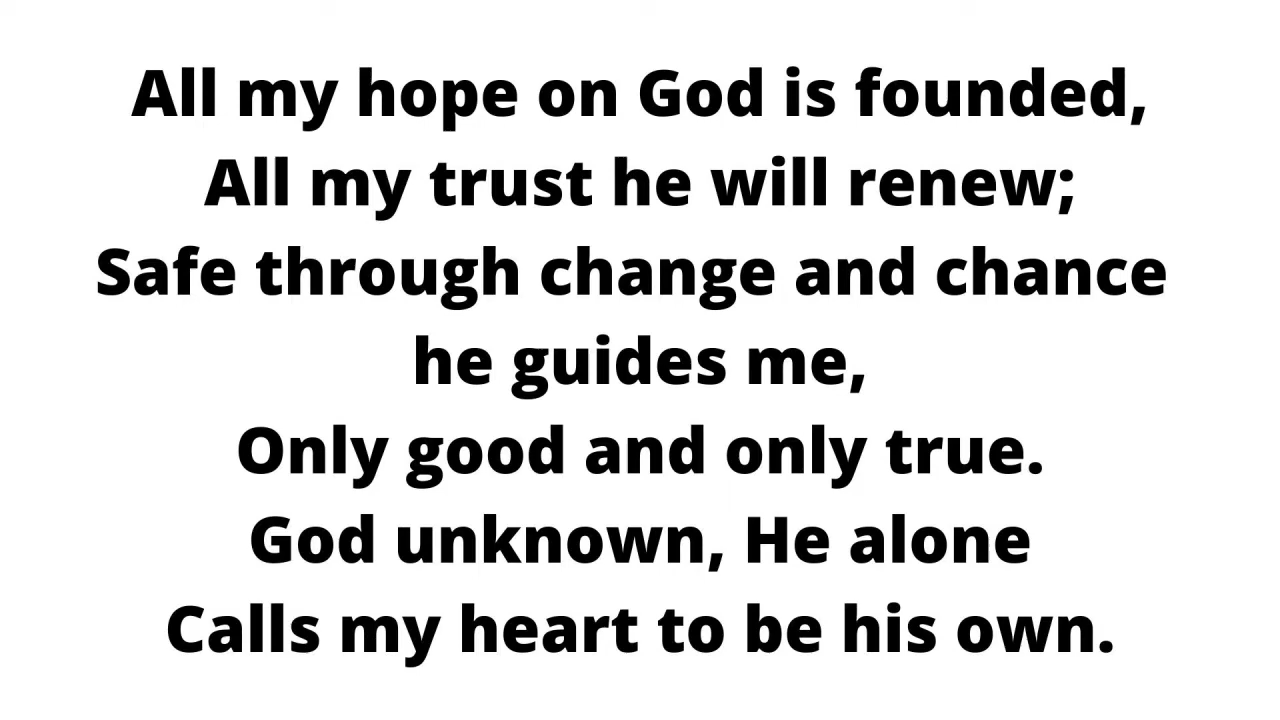 All my hope on God is founded,
All my trust he will renew;
Safe through change and chance
he guides me,
Only good and only true.
God unknown, He alone
Calls my heart to be his own.